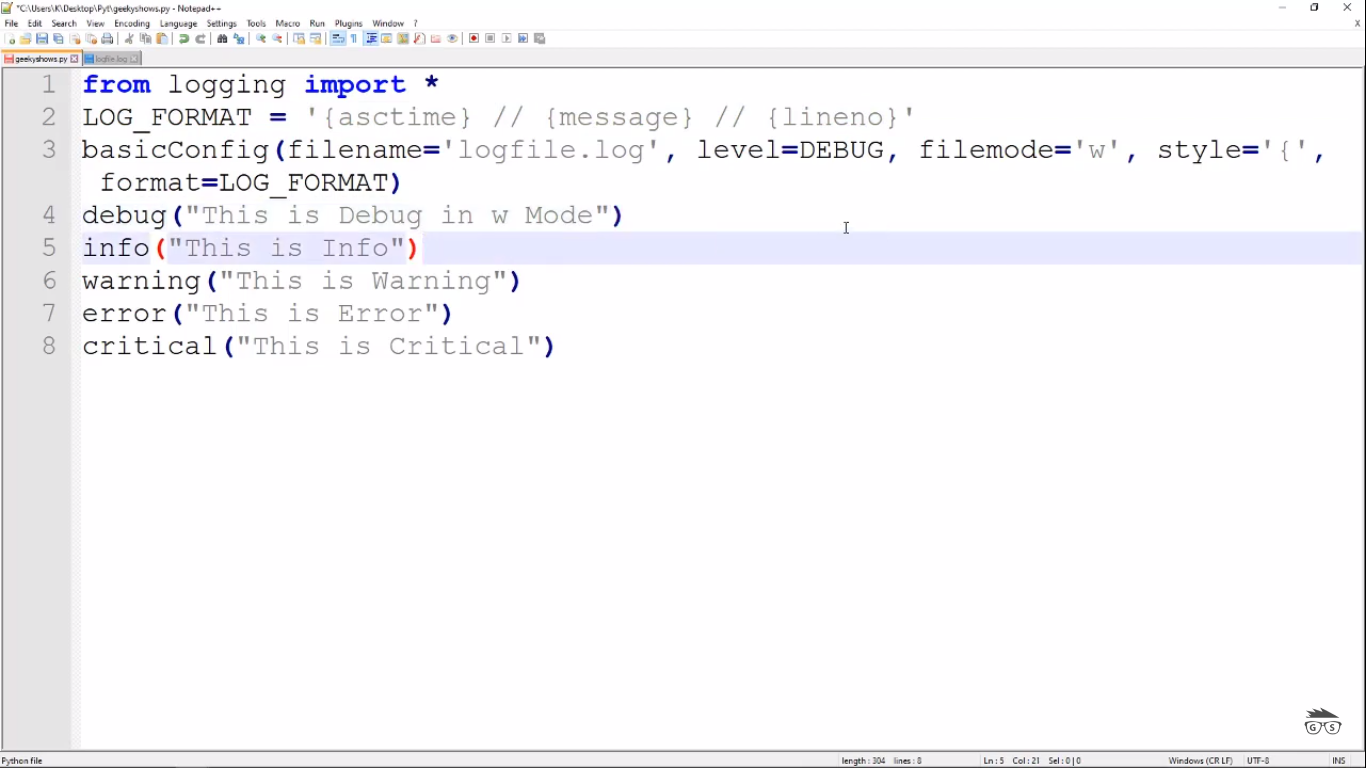 *C:\Users\K\Desktop\Pyt\geekyshows.py - Notepad++
File Edit Search View Encoding Language Settings Tools Macro Run Plugins Window ?
X
geekyshows.py logfile.log
1 from logging import *
2 LOG_FORMAT = '{asctime} // {message} // {lineno}'
3 basicConfig(filename='logfile.log', level=DEBUG, filemode='w', style='{',
format=LOG_FORMAT)
4 debug("This is Debug in w Mode")
5 info("This is Info")
6 warning("This is Warning")
7 error("This is Error")
8 critical("This is Critical")
G S
Python file length : 304 lines : 8 Ln : 5 Col : 21 Sel : 0 | 0 Windows (CR LF) UTF-8 INS